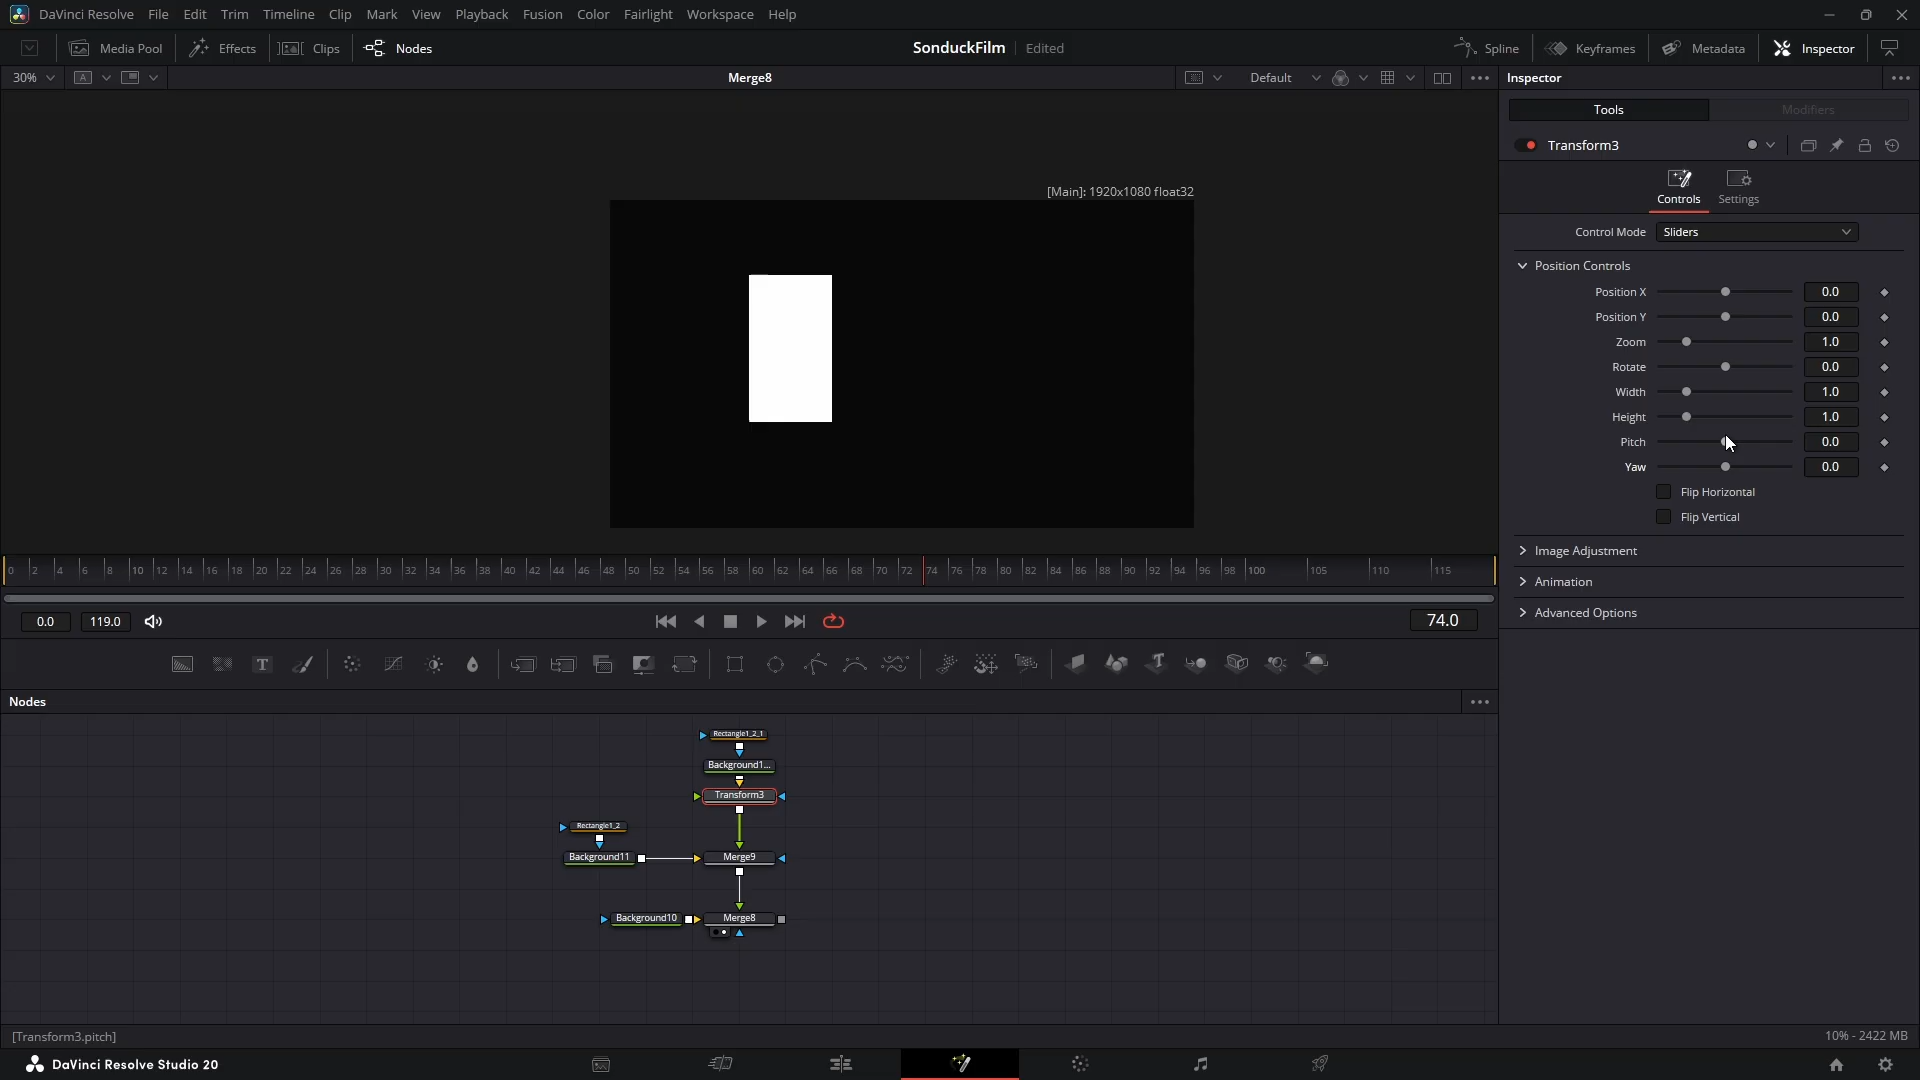 DaVinci Resolve File Edit Trim Timeline Clip Mark View Playback Fusion Color Fairlight Workspace Help
Media Pool Effects Clips Nodes SonduckFilm Edited Spline Keyframes Metadata Inspector
30% A Merge8 Default Inspector
Tools Modifiers
Transform3
[Main]: 1920x1080 float32
Controls Settings
Control Mode Sliders
Position Controls
Position X 0.0
Position Y 0.0
Zoom 1.0
Rotate 0.0
Width 1.0
Height 1.0
Pitch 0.0
Yaw 0.0
Flip Horizontal
Flip Vertical
Image Adjustment
Animation
Advanced Options
0 2 4 6 8 10 12 14 16 18 20 22 24 26 28 30 32 34 36 38 40 42 44 46 48 50 52 54 56 58 60 62 64 66 68 70 72 74 76 78 80 82 84 86 88 90 92 94 96 98 100 105 110 115
0.0 119.0 74.0
T
Nodes
Rectangle1_2_1
Background1...
Transform3
Rectangle1_2
Background11 Merge9
Background10 Merge8
[Transform3.pitch] 10% - 2422 MB
DaVinci Resolve Studio 20